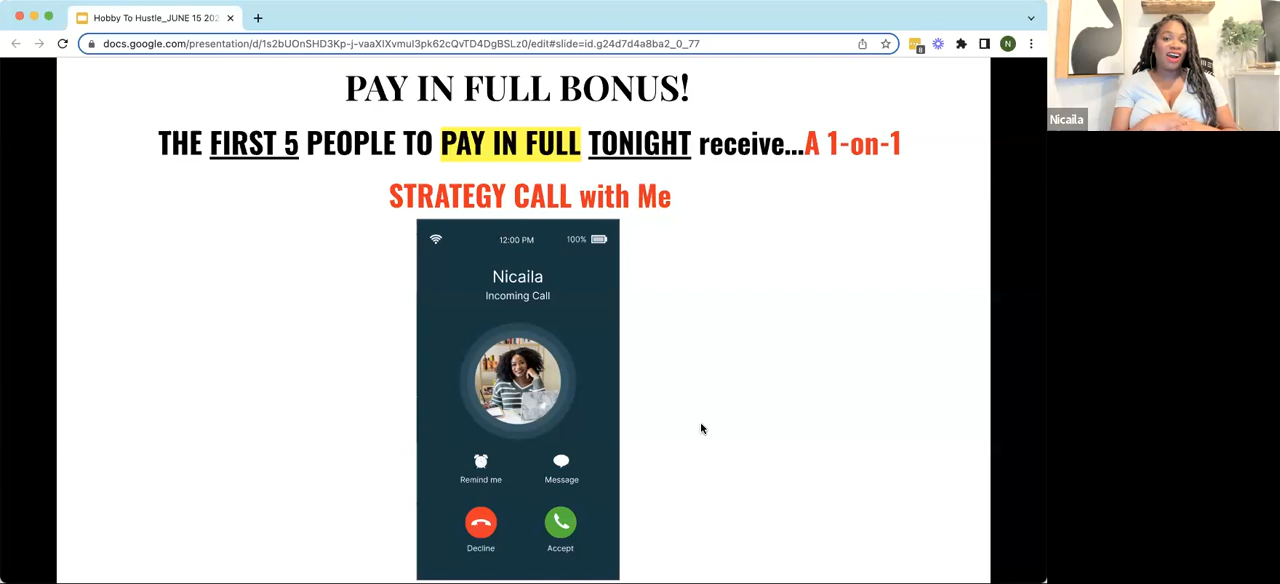 Hobby To Hustle_JUNE 15 202
docs.google.com/presentation/d/1s2bUOnSHD3Kp-j-vaaXIXvmuI3pk62cQvTD4DgBSLz0/edit#slide=id.g24d7d4a8ba2_0_77
8
N
Nicaila
PAY IN FULL BONUS!
THE FIRST 5 PEOPLE TO PAY IN FULL TONIGHT receive...A 1-on-1
STRATEGY CALL with Me
12:00 PM 100%
Nicaila
Incoming Call
Remind me Message
Decline Accept